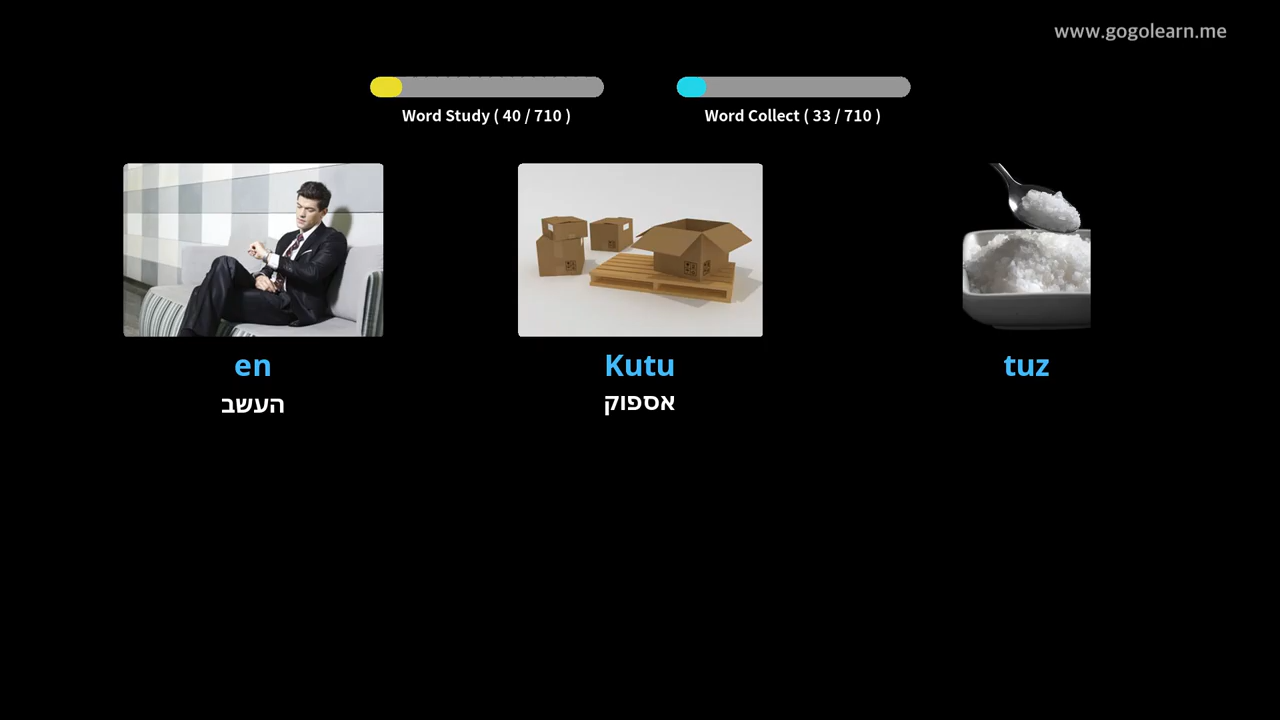 www.gogolearn.me
Word Study ( 40 / 710 )
Word Collect ( 33 / 710 )
en
העשב
Kutu
אספוק
tuz